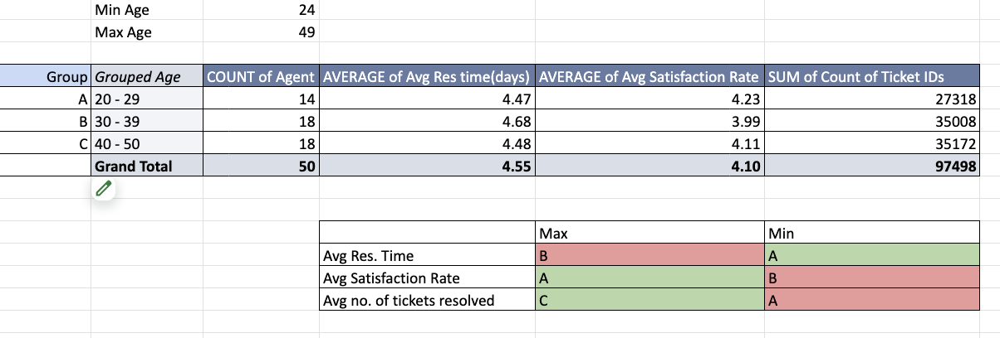 Min Age 24
Max Age 49
Group Grouped Age COUNT of Agent AVERAGE of Avg Res time(days) AVERAGE of Avg Satisfaction Rate SUM of Count of Ticket IDs
A 20 - 29 14 4.47 4.23 27318
B 30 - 39 18 4.68 3.99 35008
C 40 - 50 18 4.48 4.11 35172
Grand Total 50 4.55 4.10 97498
Max Min
Avg Res. Time B A
Avg Satisfaction Rate A B
Avg no. of tickets resolved C A